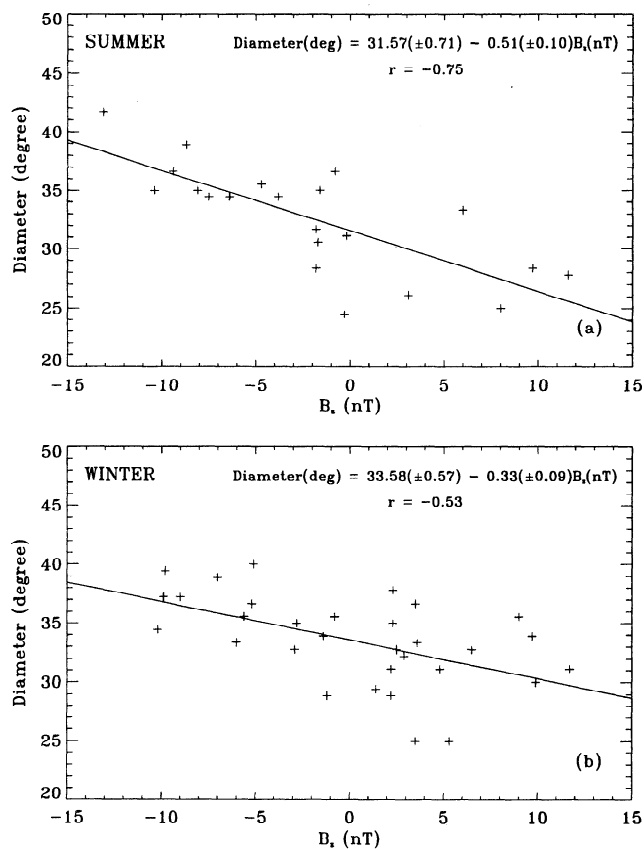 SUMMER
Diameter(deg) = 31.57(±0.71) − 0.51(±0.10)Bz(nT)
r = −0.75
50
45
40
35
30
25
20
Diameter (degree)
(a)
−15 −10 −5 0 5 10 15
Bz (nT)
WINTER
Diameter(deg) = 33.58(±0.57) − 0.33(±0.09)Bz(nT)
r = −0.53
50
45
40
35
30
25
20
Diameter (degree)
(b)
−15 −10 −5 0 5 10 15
Bz (nT)